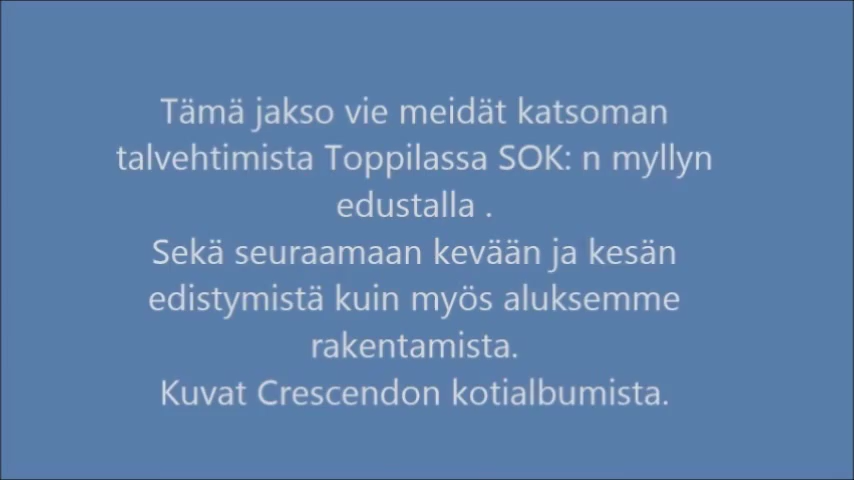 Tämä jakso vie meidät katsoman
talvehtimista Toppilassa SOK: n myllyn
edustalla .
Sekä seuraamaan kevään ja kesän
edistymistä kuin myös aluksemme
rakentamista.
Kuvat Crescendon kotialbumista.